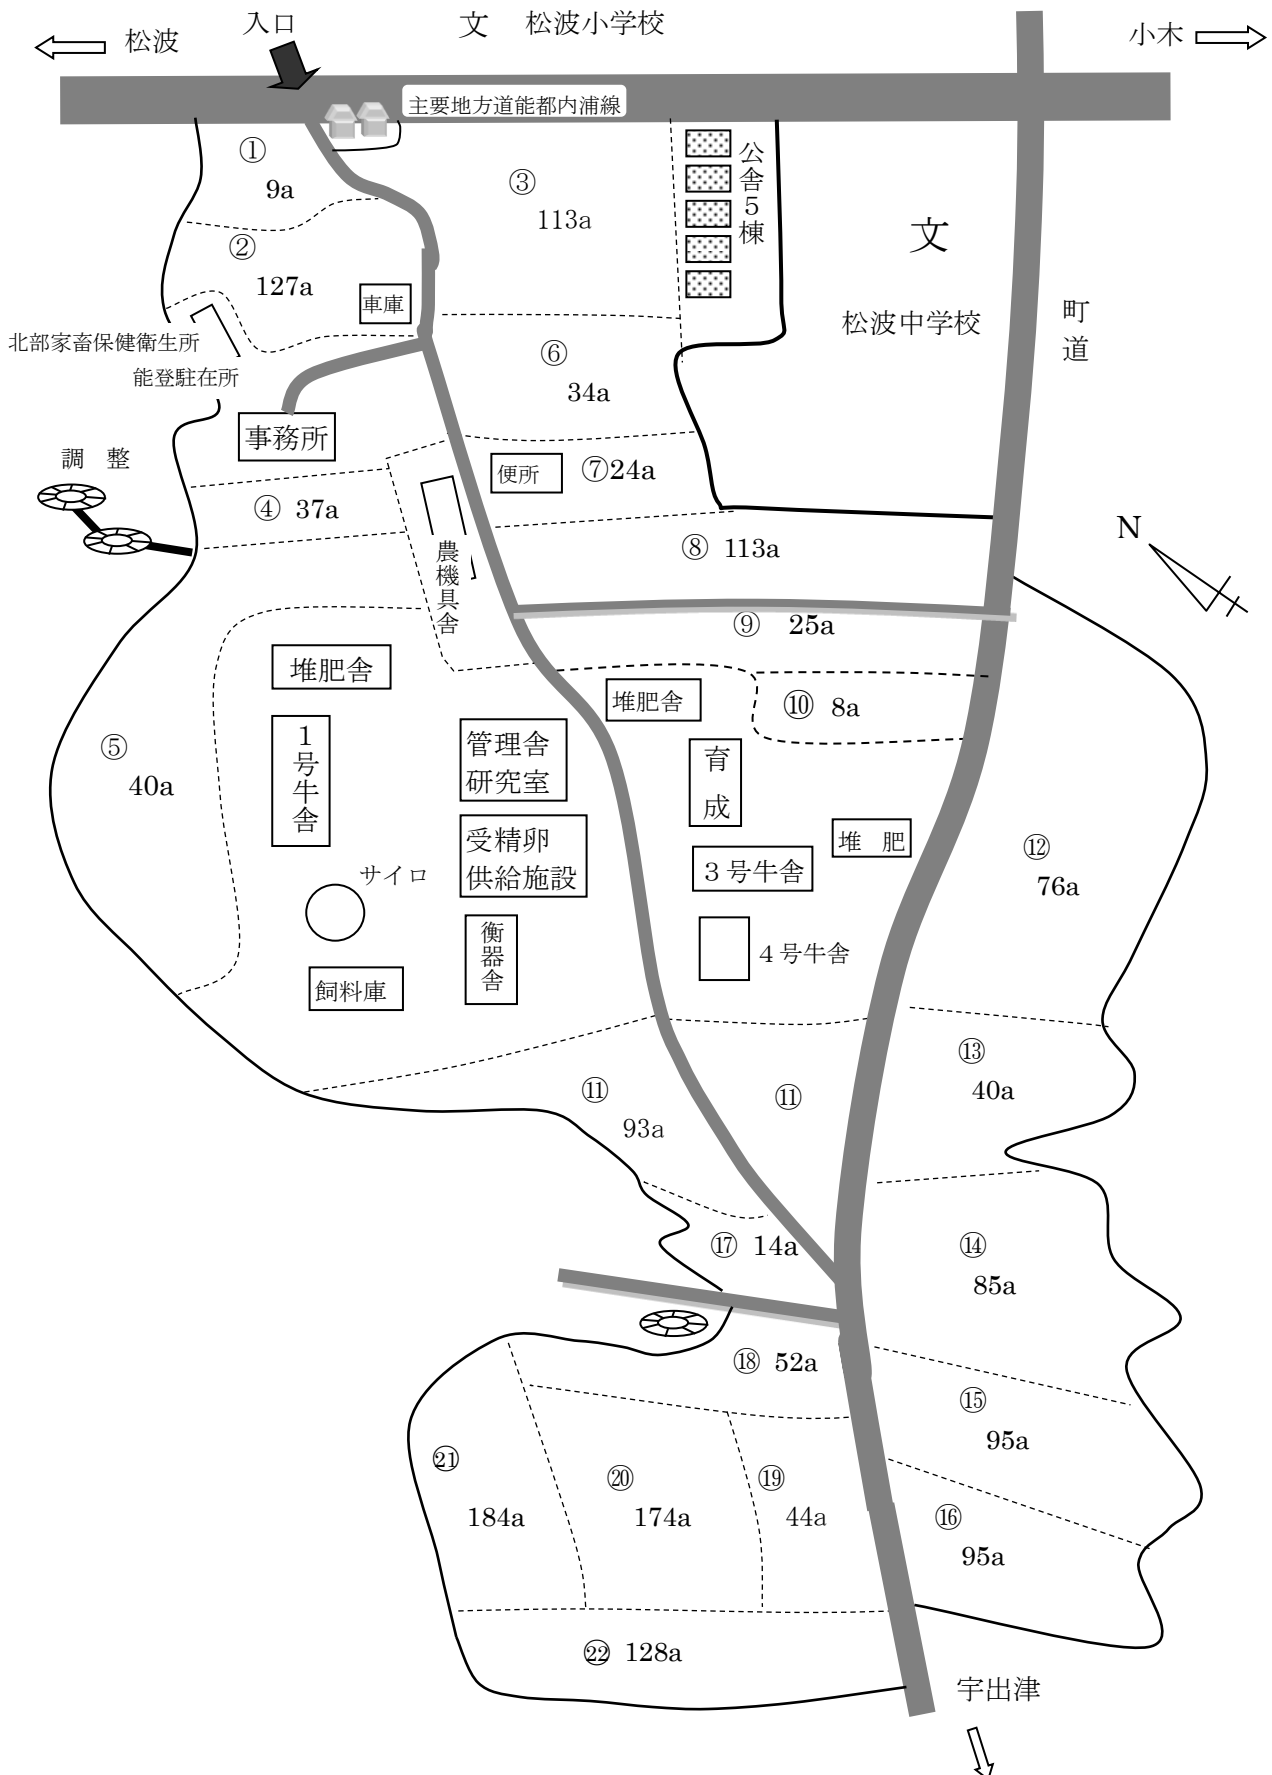 入口
文　松波小学校
松波
小木
主要地方道能都内浦線
①
9a
③
113a
公舎５棟
文
松波中学校
町道
②
127a
車庫
北部家畜保健衛生所
能登駐在所
⑥
34a
事務所
調　整
便所
⑦24a
④ 37a
農機具舎
⑧ 113a
N
⑨ 25a
堆肥舎
堆肥舎
⑩ 8a
⑤
40a
１号牛舎
管理舎
研究室
育成
受精卵
供給施設
堆　肥
３号牛舎
⑫
76a
サイロ
衡器舎
４号牛舎
飼料庫
⑪
93a
⑪
⑬
40a
⑰ 14a
⑭
85a
⑱ 52a
⑮
95a
㉑
184a
⑳
174a
⑲
44a
⑯
95a
㉒ 128a
宇出津